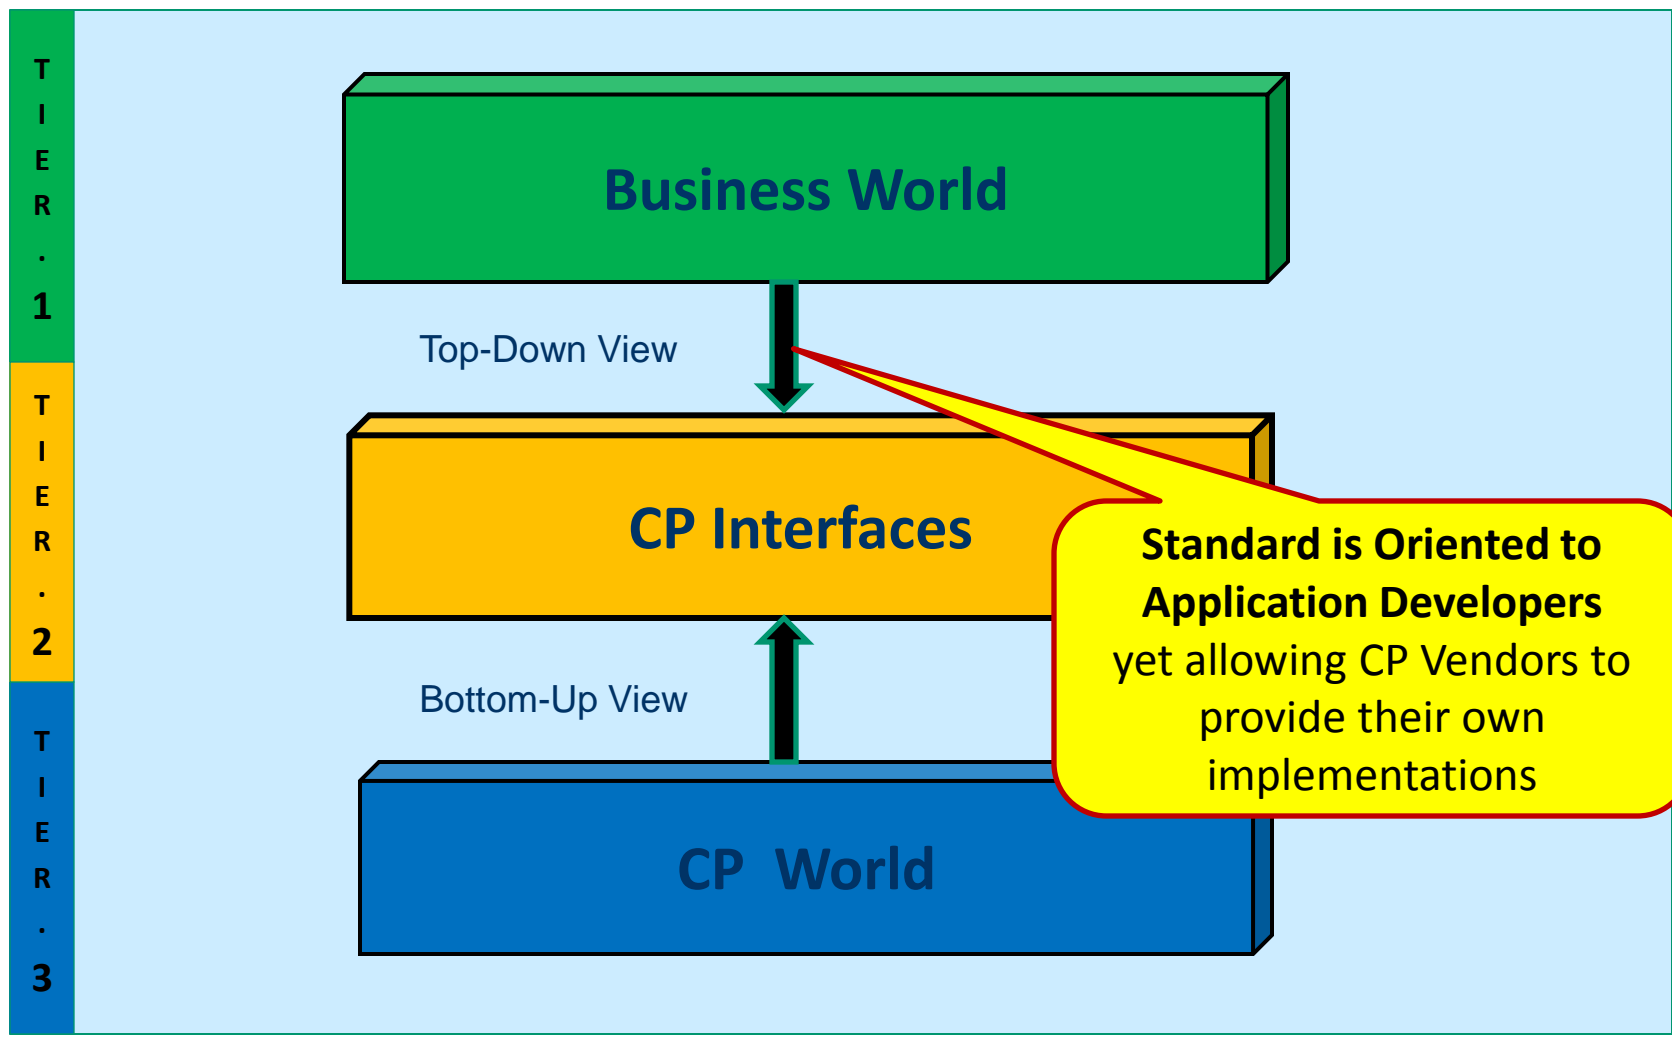 T
I
E
R
.
1
Business World
Top-Down View
T
I
E
R
.
2
CP Interfaces
Standard is Oriented to
Application Developers
yet allowing CP Vendors to
provide their own
implementations
Bottom-Up View
T
I
E
R
.
3
CP World